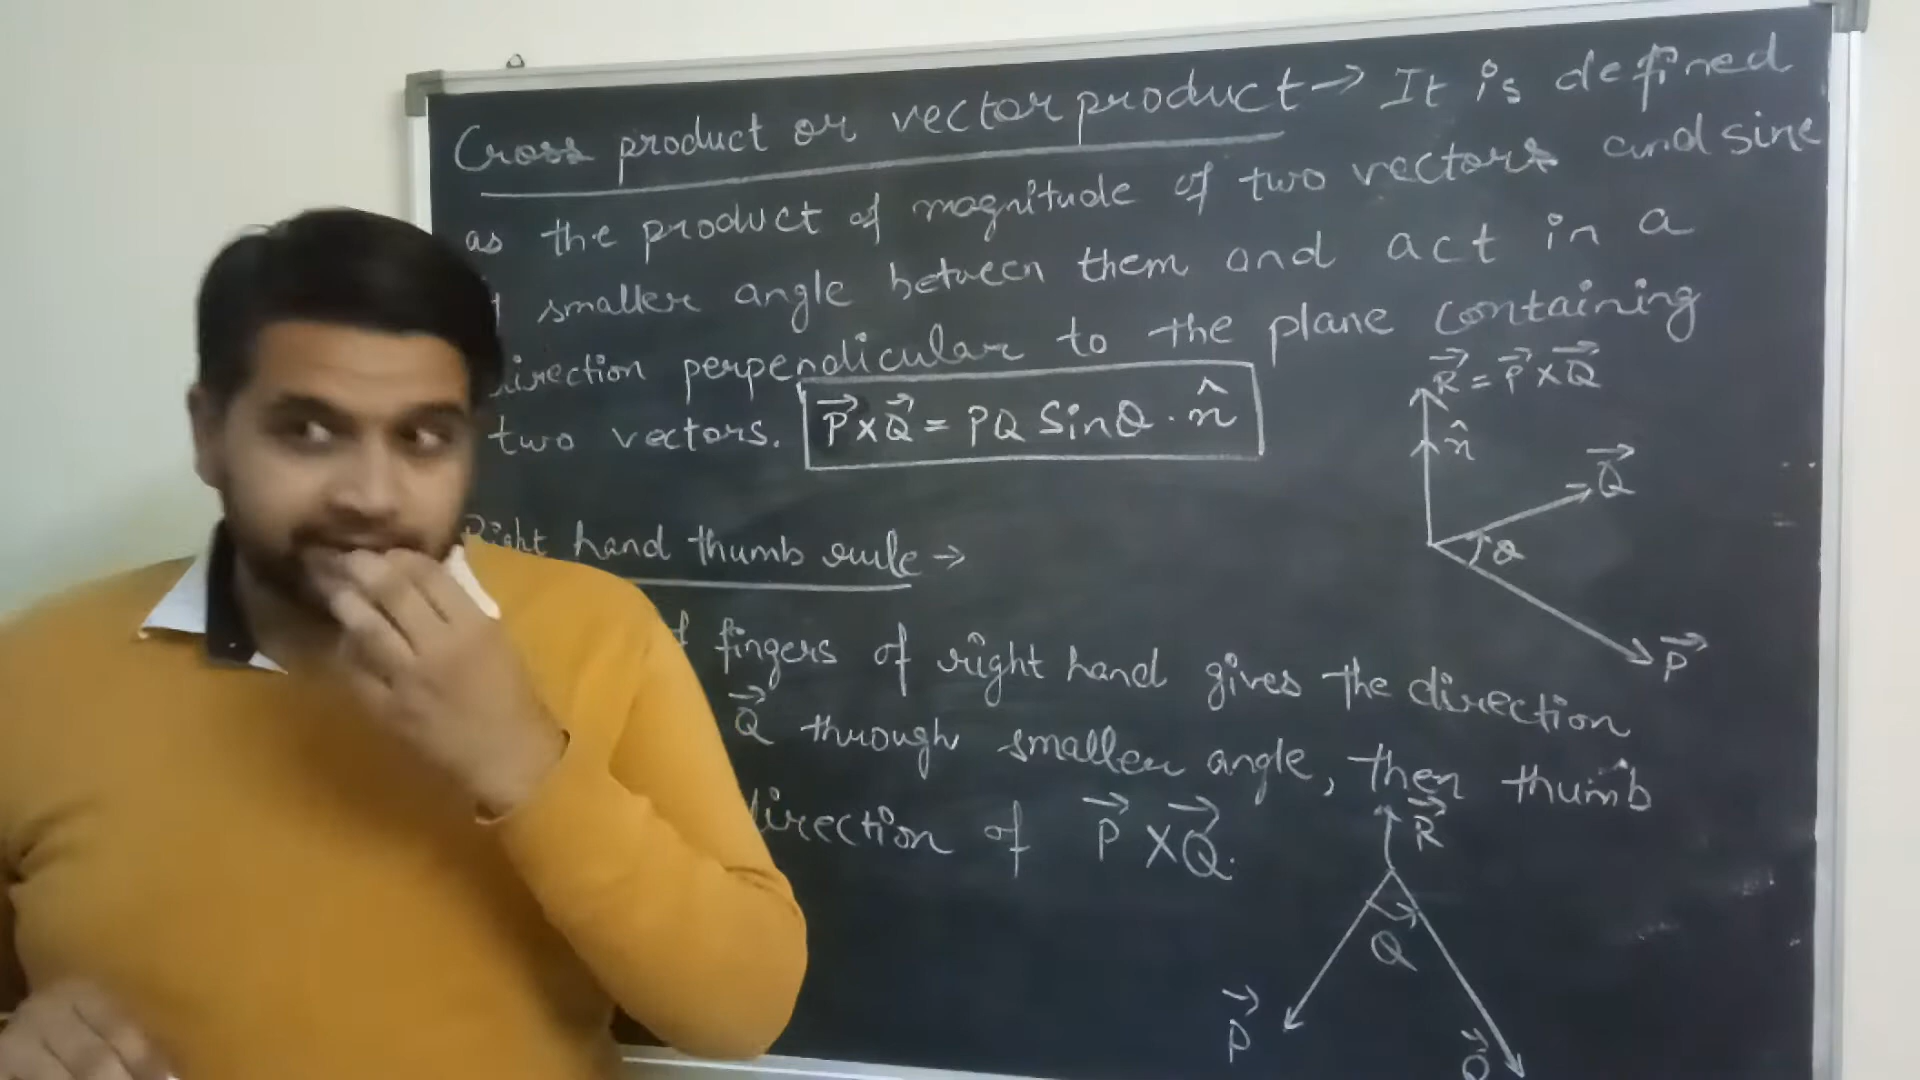 Cross product or vector product → It is defined
as the product of magnitude of two vectors and sine
smaller angle between them and act in a
direction perpendicular to the plane containing
two vectors. P⃗ × Q⃗ = PQ Sinθ · n̂
R⃗ = P⃗ × Q⃗
n̂
Q⃗
θ
P⃗
Right hand thumb rule →
fingers of right hand gives the direction
Q⃗ through smaller angle, then thumb
direction of P⃗ × Q⃗.
R⃗
θ
P⃗
Q⃗